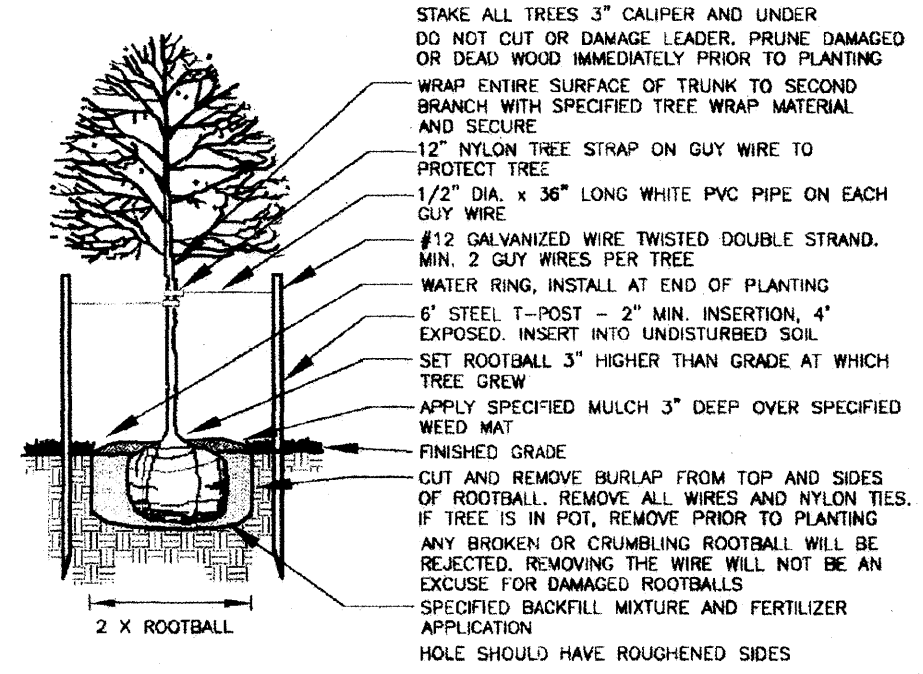 STAKE ALL TREES 3" CALIPER AND UNDER
DO NOT CUT OR DAMAGE LEADER. PRUNE DAMAGED
OR DEAD WOOD IMMEDIATELY PRIOR TO PLANTING
WRAP ENTIRE SURFACE OF TRUNK TO SECOND
BRANCH WITH SPECIFIED TREE WRAP MATERIAL
AND SECURE
12" NYLON TREE STRAP ON GUY WIRE TO
PROTECT TREE
1/2" DIA. x 36" LONG WHITE PVC PIPE ON EACH
GUY WIRE
#12 GALVANIZED WIRE TWISTED DOUBLE STRAND.
MIN. 2 GUY WIRES PER TREE
WATER RING, INSTALL AT END OF PLANTING
6' STEEL T-POST - 2" MIN. INSERTION, 4'
EXPOSED. INSERT INTO UNDISTURBED SOIL
SET ROOTBALL 3" HIGHER THAN GRADE AT WHICH
TREE GREW
APPLY SPECIFIED MULCH 3" DEEP OVER SPECIFIED
WEED MAT
FINISHED GRADE
CUT AND REMOVE BURLAP FROM TOP AND SIDES
OF ROOTBALL. REMOVE ALL WIRES AND NYLON TIES.
IF TREE IS IN POT, REMOVE PRIOR TO PLANTING
ANY BROKEN OR CRUMBLING ROOTBALL WILL BE
REJECTED. REMOVING THE WIRE WILL NOT BE AN
EXCUSE FOR DAMAGED ROOTBALLS
SPECIFIED BACKFILL MIXTURE AND FERTILIZER
APPLICATION
HOLE SHOULD HAVE ROUGHENED SIDES
2 X ROOTBALL